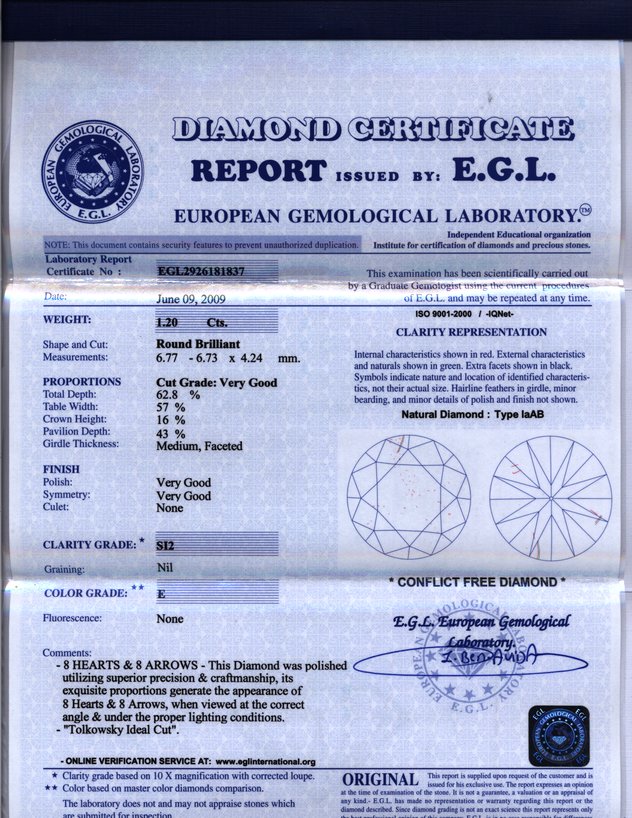 EUROPEAN GEMOLOGICAL LABORATORY
E.G.L.
DIAMOND CERTIFICATE
REPORT ISSUED BY: E.G.L.
EUROPEAN GEMOLOGICAL LABORATORY.™
Independent Educational organization
NOTE: This document contains security features to prevent unauthorized duplication. Institute for certification of diamonds and precious stones.
Laboratory Report
Certificate No : EGL2926181837
Date: June 09, 2009
WEIGHT: 1.20 Cts.
Shape and Cut: Round Brilliant
Measurements: 6.77 - 6.73 x 4.24 mm.
PROPORTIONS Cut Grade: Very Good
Total Depth: 62.8 %
Table Width: 57 %
Crown Height: 16 %
Pavilion Depth: 43 %
Girdle Thickness: Medium, Faceted
FINISH
Polish: Very Good
Symmetry: Very Good
Culet: None
CLARITY GRADE: * SI2
Graining: Nil
COLOR GRADE: ** E
Fluorescence: None
Comments:
- 8 HEARTS & 8 ARROWS - This Diamond was polished
utilizing superior precision & craftmanship, its
exquisite proportions generate the appearance of
8 Hearts & 8 Arrows, when viewed at the correct
angle & under the proper lighting conditions.
- "Tolkowsky Ideal Cut".
- ONLINE VERIFICATION SERVICE AT: www.eglinternational.org
* Clarity grade based on 10 X magnification with corrected loupe.
** Color based on master color diamonds comparison.
The laboratory does not and may not appraise stones which
are submitted for inspection.
This examination has been scientifically carried out
by a Graduate Gemologist using the current procedures
of E.G.L. and may be repeated at any time.
ISO 9001-2000 / -IQNet-
CLARITY REPRESENTATION
Internal characteristics shown in red. External characteristics
and naturals shown in green. Extra facets shown in black.
Symbols indicate nature and location of identified characteris-
tics, not their actual size. Hairline feathers in girdle, minor
bearding, and minor details of polish and finish not shown.
Natural Diamond : Type IaAB
* CONFLICT FREE DIAMOND *
E.G.L. European Gemological
Laboratory.
EUROPEAN GEMOLOGICAL LABORATORY
E.G.L.
EGL EGL
EGL EGL
ORIGINAL This report is supplied upon request of the customer and is
issued for his exclusive use. The report expresses an opinion
at the time of examination of the stone. It is not a guarantee, a valuation or an appraisal of
any kind.- E.G.L. has made no representation or warranty regarding this report or the
diamond described. Since diamond grading is not an exact science this report represents only